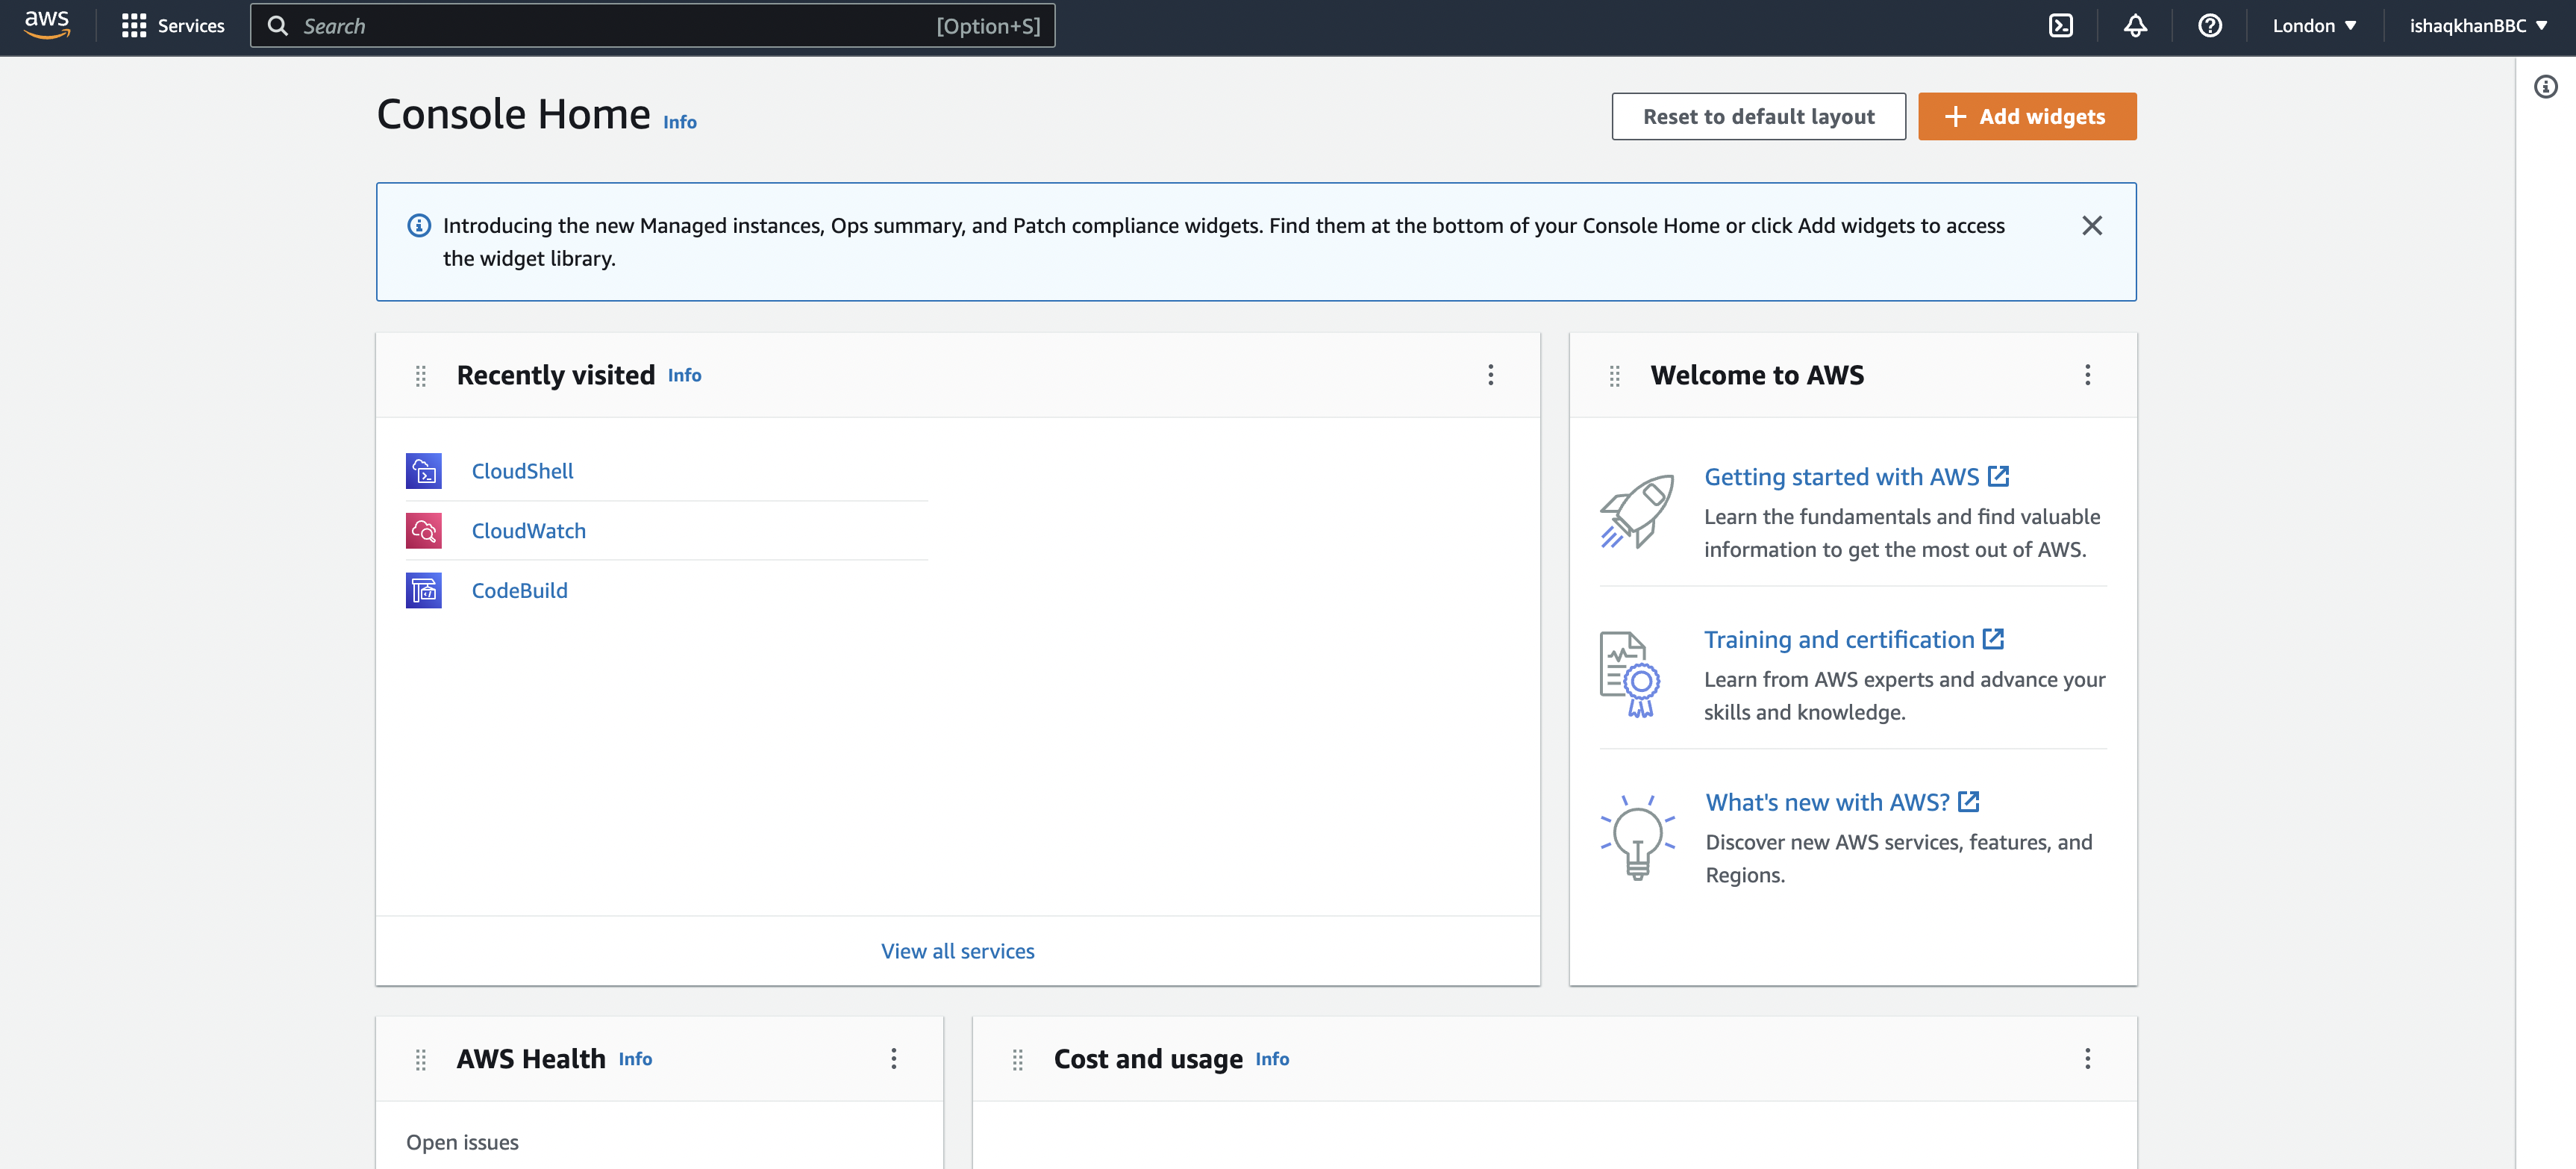 aws
Services
Search
[Option+S]
London
ishaqkhanBBC
Console Home Info
Reset to default layout
Add widgets
Introducing the new Managed instances, Ops summary, and Patch compliance widgets. Find them at the bottom of your Console Home or click Add widgets to access
the widget library.
Recently visited Info
CloudShell
CloudWatch
CodeBuild
View all services
Welcome to AWS
Getting started with AWS
Learn the fundamentals and find valuable
information to get the most out of AWS.
Training and certification
Learn from AWS experts and advance your
skills and knowledge.
What's new with AWS?
Discover new AWS services, features, and
Regions.
AWS Health Info
Open issues
Cost and usage Info